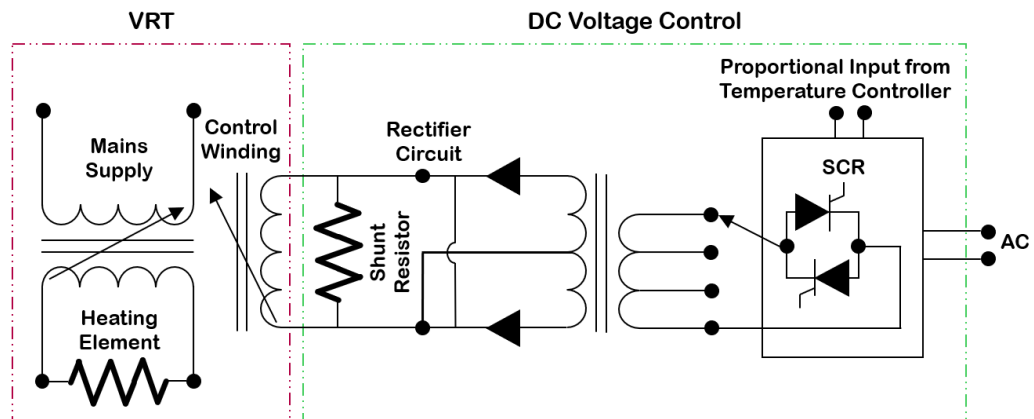 VRT
DC Voltage Control
Proportional Input from
Temperature Controller
Mains
Supply
Control
Winding
Rectifier
Circuit
SCR
Shunt
Resistor
AC
Heating
Element